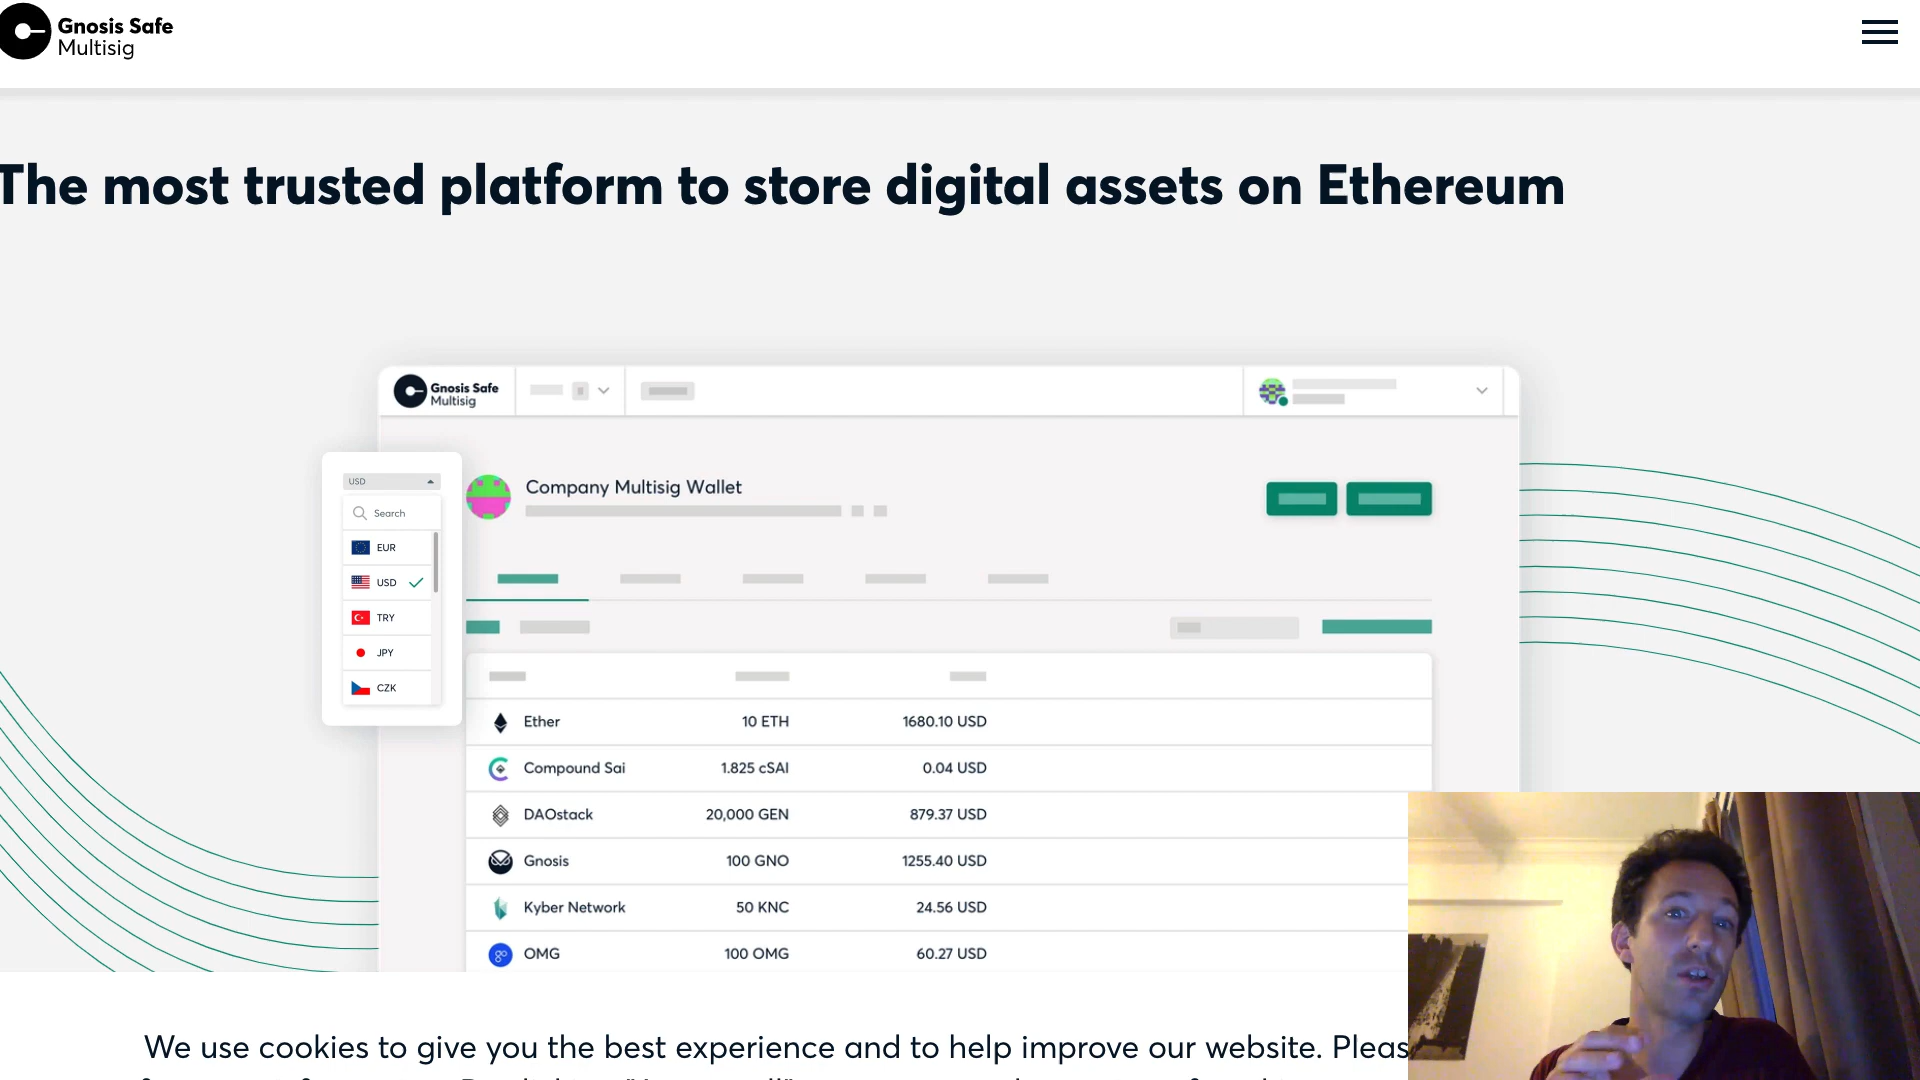 Gnosis Safe
Multisig
The most trusted platform to store digital assets on Ethereum
Gnosis Safe
Multisig
Company Multisig Wallet
USD
Search
EUR
USD
TRY
JPY
CZK
Ether 10 ETH 1680.10 USD
Compound Sai 1.825 cSAI 0.04 USD
DAOstack 20,000 GEN 879.37 USD
Gnosis 100 GNO 1255.40 USD
Kyber Network 50 KNC 24.56 USD
OMG 100 OMG 60.27 USD
We use cookies to give you the best experience and to help improve our website. Pleas